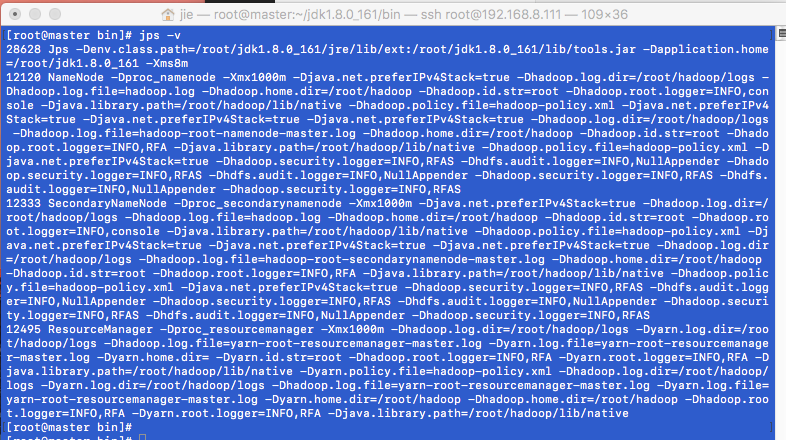 jie — root@master:~/jdk1.8.0_161/bin — ssh root@192.168.8.111 — 109×36
[root@master bin]# jps -v
28628 Jps -Denv.class.path=/root/jdk1.8.0_161/jre/lib/ext:/root/jdk1.8.0_161/lib/tools.jar -Dapplication.home
=/root/jdk1.8.0_161 -Xms8m
12120 NameNode -Dproc_namenode -Xmx1000m -Djava.net.preferIPv4Stack=true -Dhadoop.log.dir=/root/hadoop/logs -
Dhadoop.log.file=hadoop.log -Dhadoop.home.dir=/root/hadoop -Dhadoop.id.str=root -Dhadoop.root.logger=INFO,con
sole -Djava.library.path=/root/hadoop/lib/native -Dhadoop.policy.file=hadoop-policy.xml -Djava.net.preferIPv4
Stack=true -Djava.net.preferIPv4Stack=true -Djava.net.preferIPv4Stack=true -Dhadoop.log.dir=/root/hadoop/logs
-Dhadoop.log.file=hadoop-root-namenode-master.log -Dhadoop.home.dir=/root/hadoop -Dhadoop.id.str=root -Dhado
op.root.logger=INFO,RFA -Djava.library.path=/root/hadoop/lib/native -Dhadoop.policy.file=hadoop-policy.xml -D
java.net.preferIPv4Stack=true -Dhadoop.security.logger=INFO,RFAS -Dhdfs.audit.logger=INFO,NullAppender -Dhado
op.security.logger=INFO,RFAS -Dhdfs.audit.logger=INFO,NullAppender -Dhadoop.security.logger=INFO,RFAS -Dhdfs.
audit.logger=INFO,NullAppender -Dhadoop.security.logger=INFO,RFAS
12333 SecondaryNameNode -Dproc_secondarynamenode -Xmx1000m -Djava.net.preferIPv4Stack=true -Dhadoop.log.dir=/
root/hadoop/logs -Dhadoop.log.file=hadoop.log -Dhadoop.home.dir=/root/hadoop -Dhadoop.id.str=root -Dhadoop.ro
ot.logger=INFO,console -Djava.library.path=/root/hadoop/lib/native -Dhadoop.policy.file=hadoop-policy.xml -Dj
ava.net.preferIPv4Stack=true -Djava.net.preferIPv4Stack=true -Djava.net.preferIPv4Stack=true -Dhadoop.log.dir
=/root/hadoop/logs -Dhadoop.log.file=hadoop-root-secondarynamenode-master.log -Dhadoop.home.dir=/root/hadoop
-Dhadoop.id.str=root -Dhadoop.root.logger=INFO,RFA -Djava.library.path=/root/hadoop/lib/native -Dhadoop.polic
y.file=hadoop-policy.xml -Djava.net.preferIPv4Stack=true -Dhadoop.security.logger=INFO,RFAS -Dhdfs.audit.logg
er=INFO,NullAppender -Dhadoop.security.logger=INFO,RFAS -Dhdfs.audit.logger=INFO,NullAppender -Dhadoop.securi
ty.logger=INFO,RFAS -Dhdfs.audit.logger=INFO,NullAppender -Dhadoop.security.logger=INFO,RFAS
12495 ResourceManager -Dproc_resourcemanager -Xmx1000m -Dhadoop.log.dir=/root/hadoop/logs -Dyarn.log.dir=/roo
t/hadoop/logs -Dhadoop.log.file=yarn-root-resourcemanager-master.log -Dyarn.log.file=yarn-root-resourcemanage
r-master.log -Dyarn.home.dir= -Dyarn.id.str=root -Dhadoop.root.logger=INFO,RFA -Dyarn.root.logger=INFO,RFA -D
java.library.path=/root/hadoop/lib/native -Dyarn.policy.file=hadoop-policy.xml -Dhadoop.log.dir=/root/hadoop/
logs -Dyarn.log.dir=/root/hadoop/logs -Dhadoop.log.file=yarn-root-resourcemanager-master.log -Dyarn.log.file=
yarn-root-resourcemanager-master.log -Dyarn.home.dir=/root/hadoop -Dhadoop.home.dir=/root/hadoop -Dhadoop.roo
t.logger=INFO,RFA -Dyarn.root.logger=INFO,RFA -Djava.library.path=/root/hadoop/lib/native
[root@master bin]#
[root@master bin]#